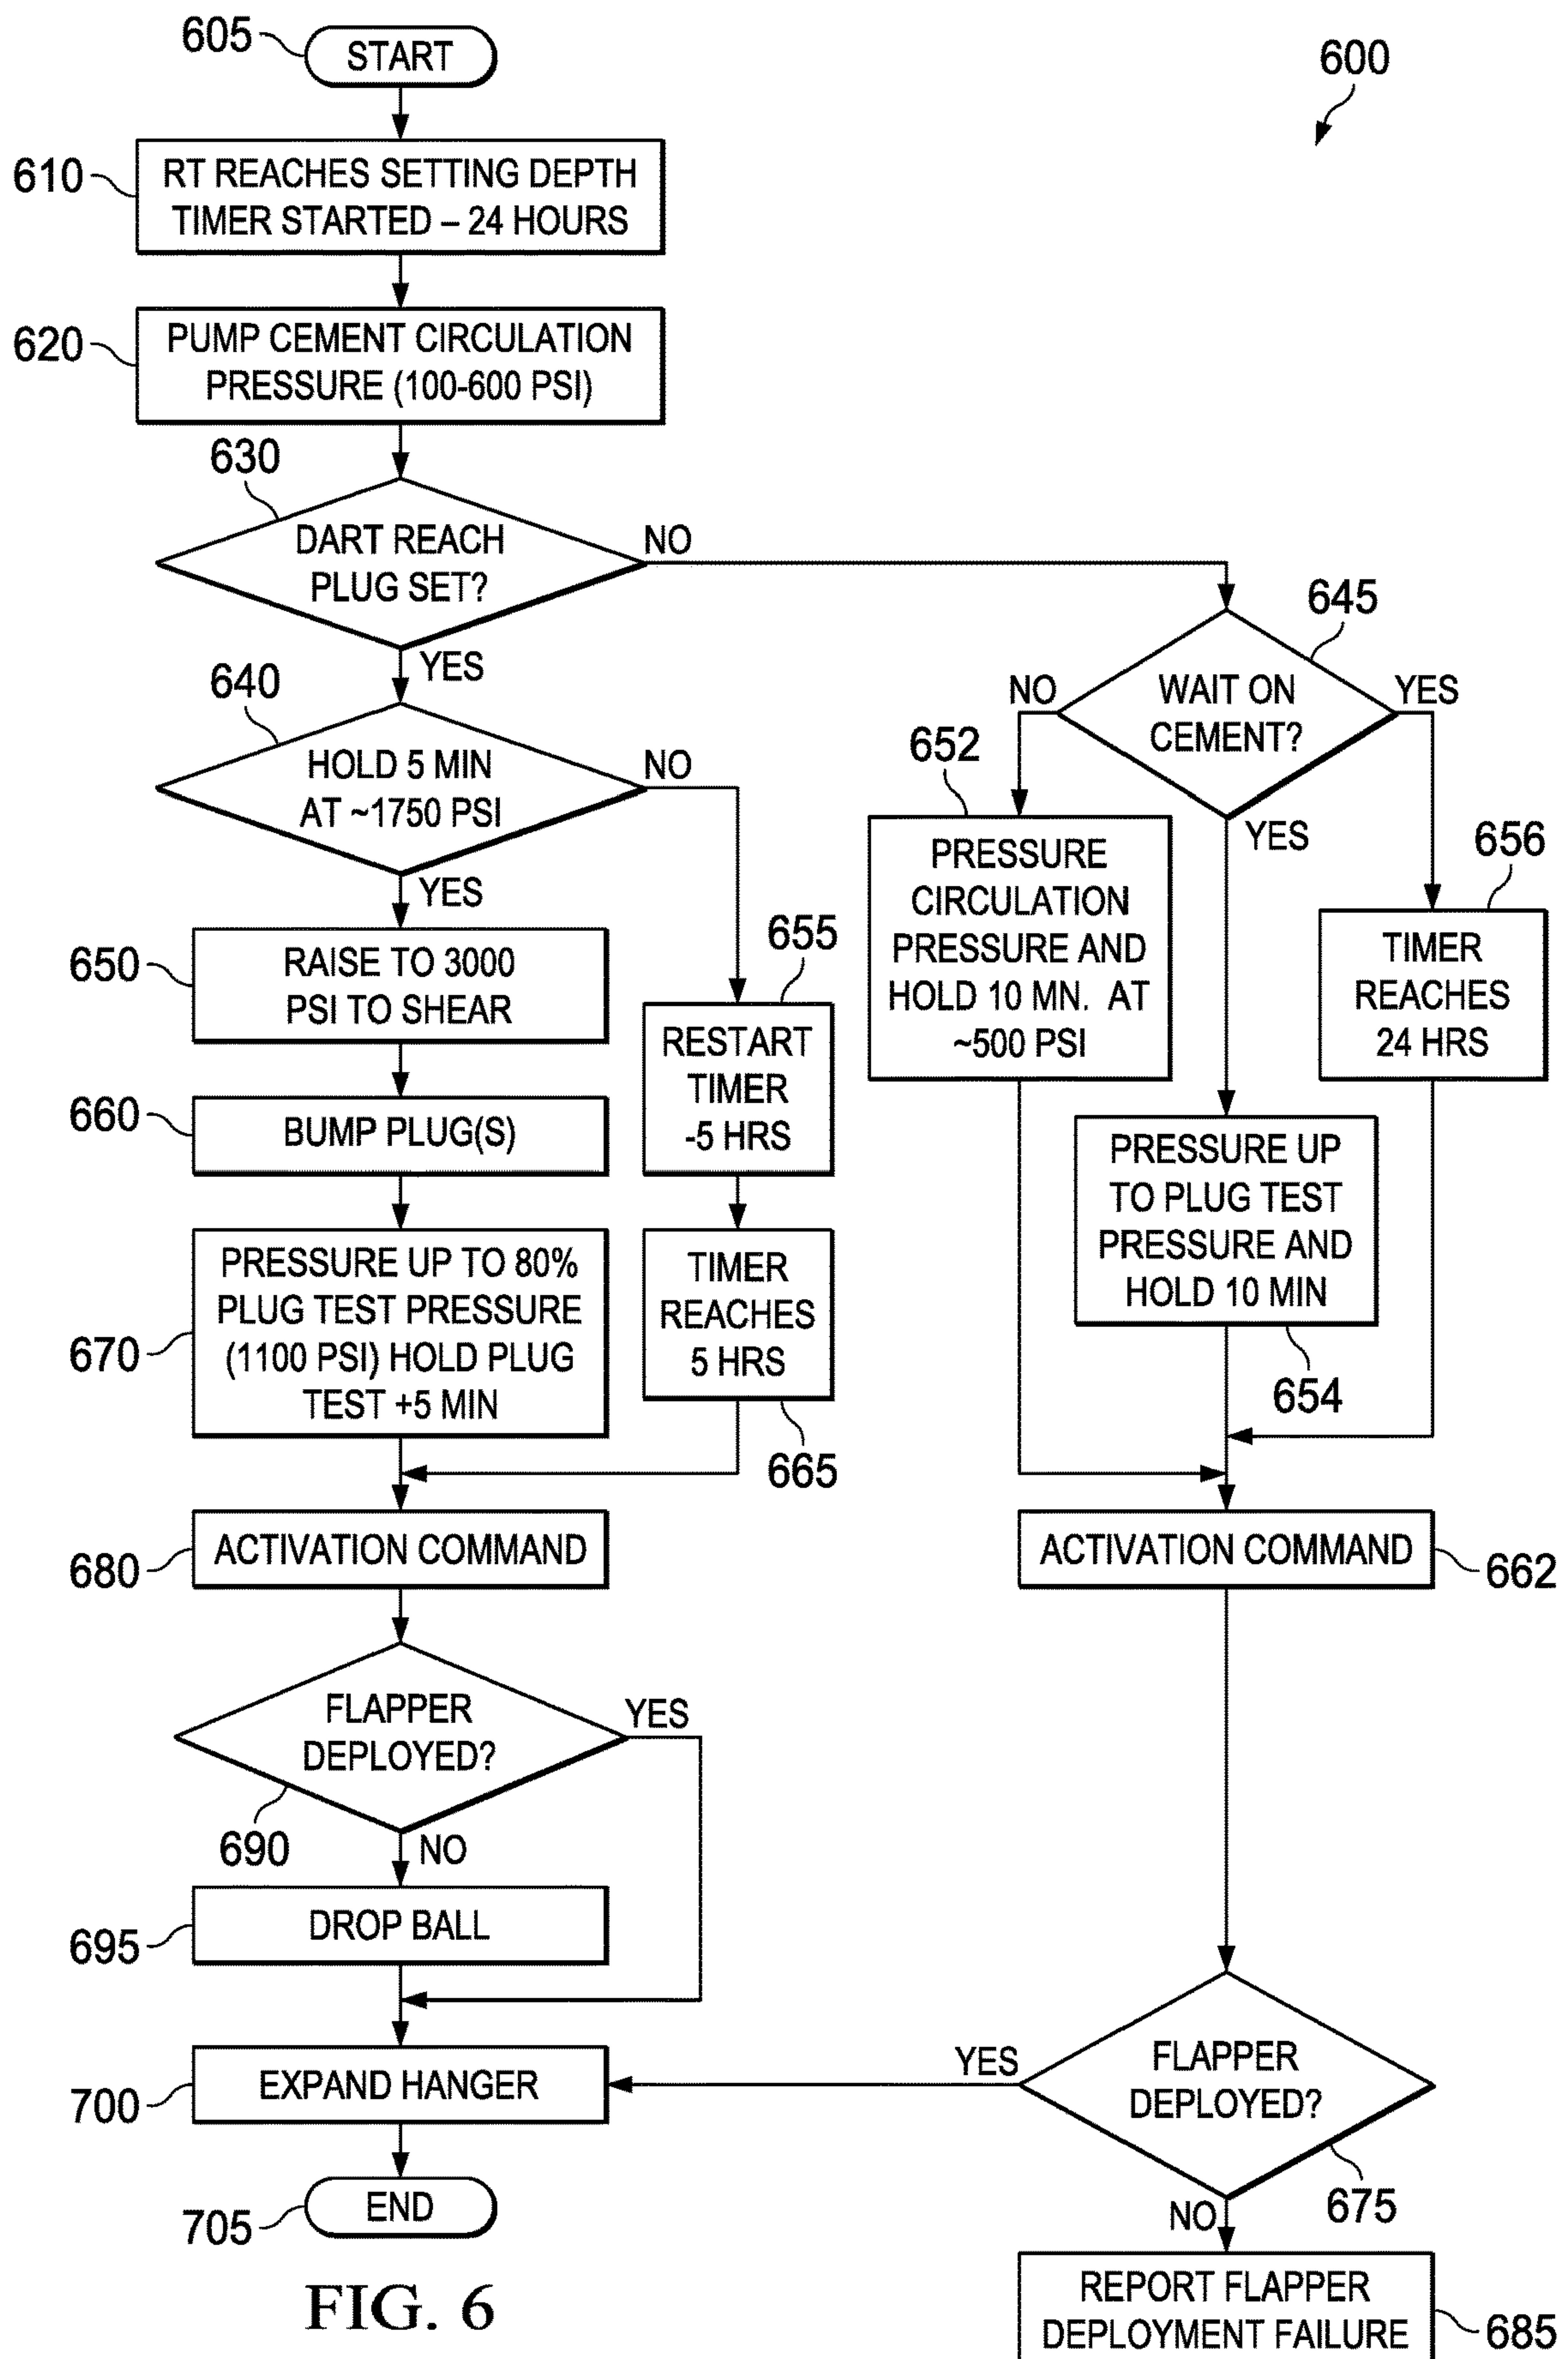 605
START
600
610
RT REACHES SETTING DEPTH
TIMER STARTED – 24 HOURS
620
PUMP CEMENT CIRCULATION
PRESSURE (100-600 PSI)
630
DART REACH
PLUG SET?
NO
YES
640
HOLD 5 MIN
AT ~1750 PSI
NO
YES
650
RAISE TO 3000
PSI TO SHEAR
660
BUMP PLUG(S)
670
PRESSURE UP TO 80%
PLUG TEST PRESSURE
(1100 PSI) HOLD PLUG
TEST +5 MIN
655
RESTART
TIMER
-5 HRS
TIMER
REACHES
5 HRS
665
645
WAIT ON
CEMENT?
NO
YES
YES
652
PRESSURE
CIRCULATION
PRESSURE AND
HOLD 10 MN. AT
~500 PSI
656
TIMER
REACHES
24 HRS
PRESSURE UP
TO PLUG TEST
PRESSURE AND
HOLD 10 MIN
654
680
ACTIVATION COMMAND
ACTIVATION COMMAND
662
FLAPPER
DEPLOYED?
YES
690
NO
695
DROP BALL
700
EXPAND HANGER
YES
FLAPPER
DEPLOYED?
675
NO
705
END
REPORT FLAPPER
DEPLOYMENT FAILURE
685
FIG. 6